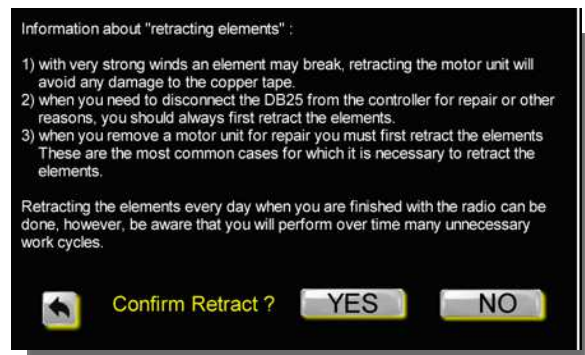 Information about "retracting elements" :
1) with very strong winds an element may break, retracting the motor unit will
avoid any damage to the copper tape.
2) when you need to disconnect the DB25 from the controller for repair or other
reasons, you should always first retract the elements.
3) when you remove a motor unit for repair you must first retract the elements
These are the most common cases for which it is necessary to retract the
elements.
Retracting the elements every day when you are finished with the radio can be
done, however, be aware that you will perform over time many unnecessary
work cycles.
Confirm Retract ? YES NO